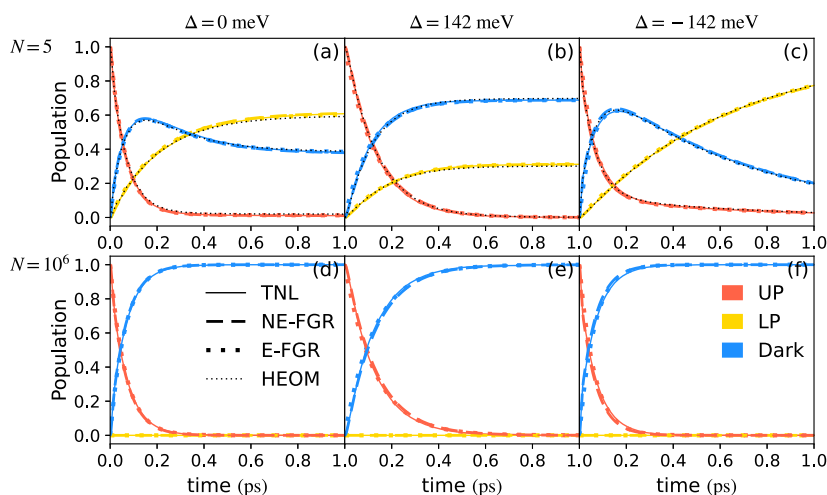 Δ = 0 meV Δ = 142 meV Δ = − 142 meV
N = 5 (a) (b) (c)
1.0
0.8
0.6
0.4
0.2
0.0
Population
0.0 0.2 0.4 0.6 0.8 1.0 0.2 0.4 0.6 0.8 1.0 0.2 0.4 0.6 0.8 1.0
N = 10⁶ (d) (e) (f)
1.0
0.8
0.6
0.4
0.2
0.0
Population
TNL
NE-FGR
E-FGR
HEOM
UP
LP
Dark
0.0 0.2 0.4 0.6 0.8 1.0 0.2 0.4 0.6 0.8 1.0 0.2 0.4 0.6 0.8 1.0
time (ps) time (ps) time (ps)